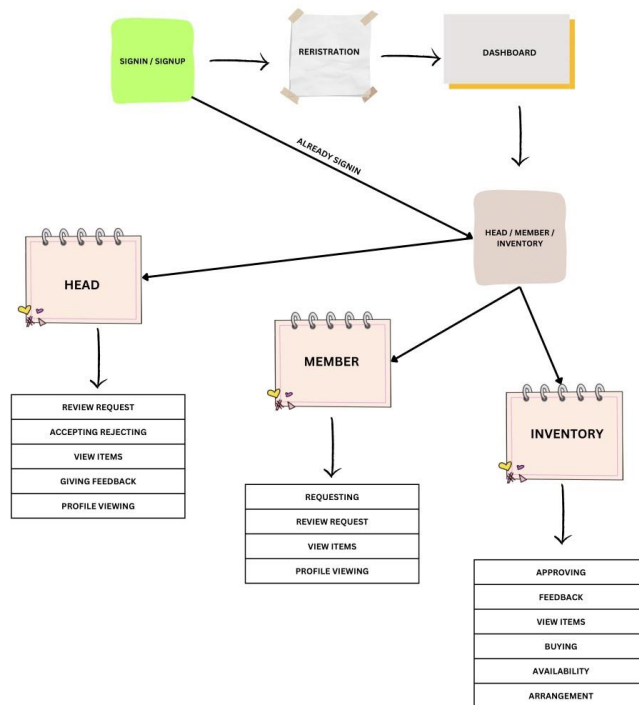 SIGNIN / SIGNUP
RERISTRATION
DASHBOARD
ALREADY SIGNIN
HEAD / MEMBER /
INVENTORY
HEAD
MEMBER
INVENTORY
REVIEW REQUEST
ACCEPTING REJECTING
VIEW ITEMS
GIVING FEEDBACK
PROFILE VIEWING
REQUESTING
REVIEW REQUEST
VIEW ITEMS
PROFILE VIEWING
APPROVING
FEEDBACK
VIEW ITEMS
BUYING
AVAILABILITY
ARRANGEMENT